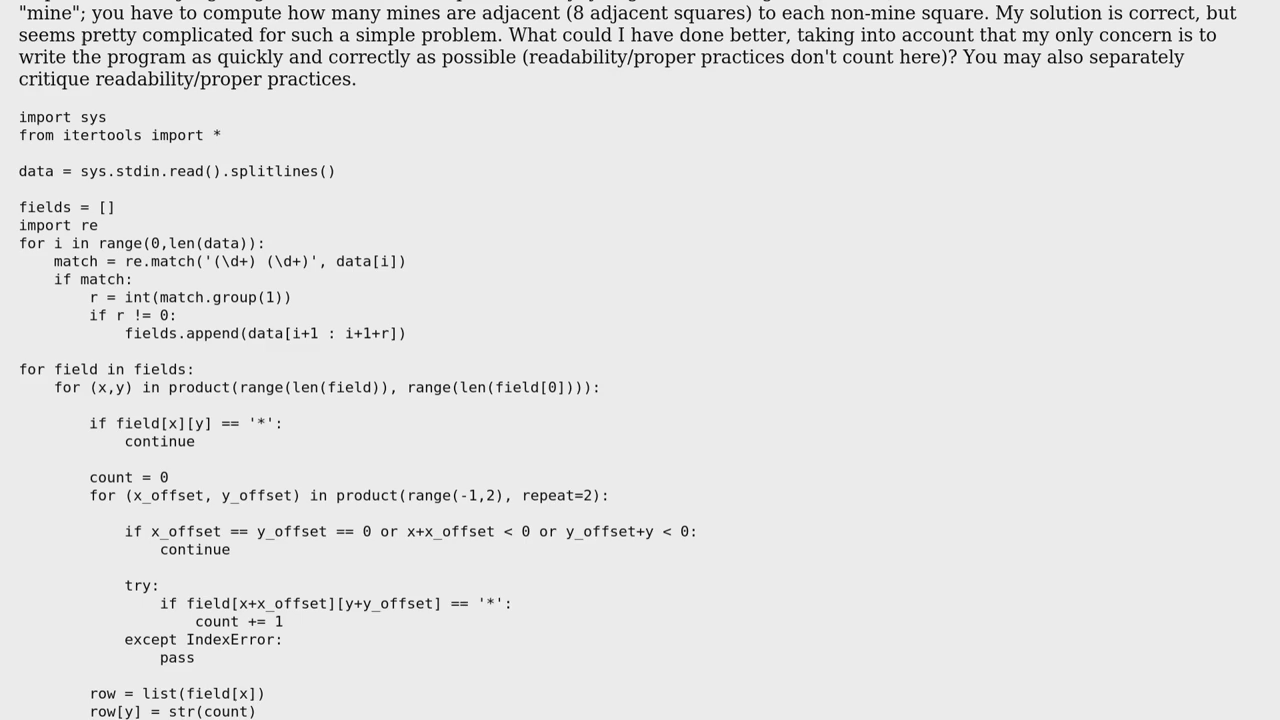 "mine"; you have to compute how many mines are adjacent (8 adjacent squares) to each non-mine square. My solution is correct, but
seems pretty complicated for such a simple problem. What could I have done better, taking into account that my only concern is to
write the program as quickly and correctly as possible (readability/proper practices don't count here)? You may also separately
critique readability/proper practices.
import sys
from itertools import *
data = sys.stdin.read().splitlines()
fields = []
import re
for i in range(0,len(data)):
    match = re.match('(\d+) (\d+)', data[i])
    if match:
        r = int(match.group(1))
        if r != 0:
            fields.append(data[i+1 : i+1+r])
for field in fields:
    for (x,y) in product(range(len(field)), range(len(field[0]))):
        if field[x][y] == '*':
            continue
        count = 0
        for (x_offset, y_offset) in product(range(-1,2), repeat=2):
            if x_offset == y_offset == 0 or x+x_offset < 0 or y_offset+y < 0:
                continue
            try:
                if field[x+x_offset][y+y_offset] == '*':
                    count += 1
            except IndexError:
                pass
        row = list(field[x])
        row[y] = str(count)